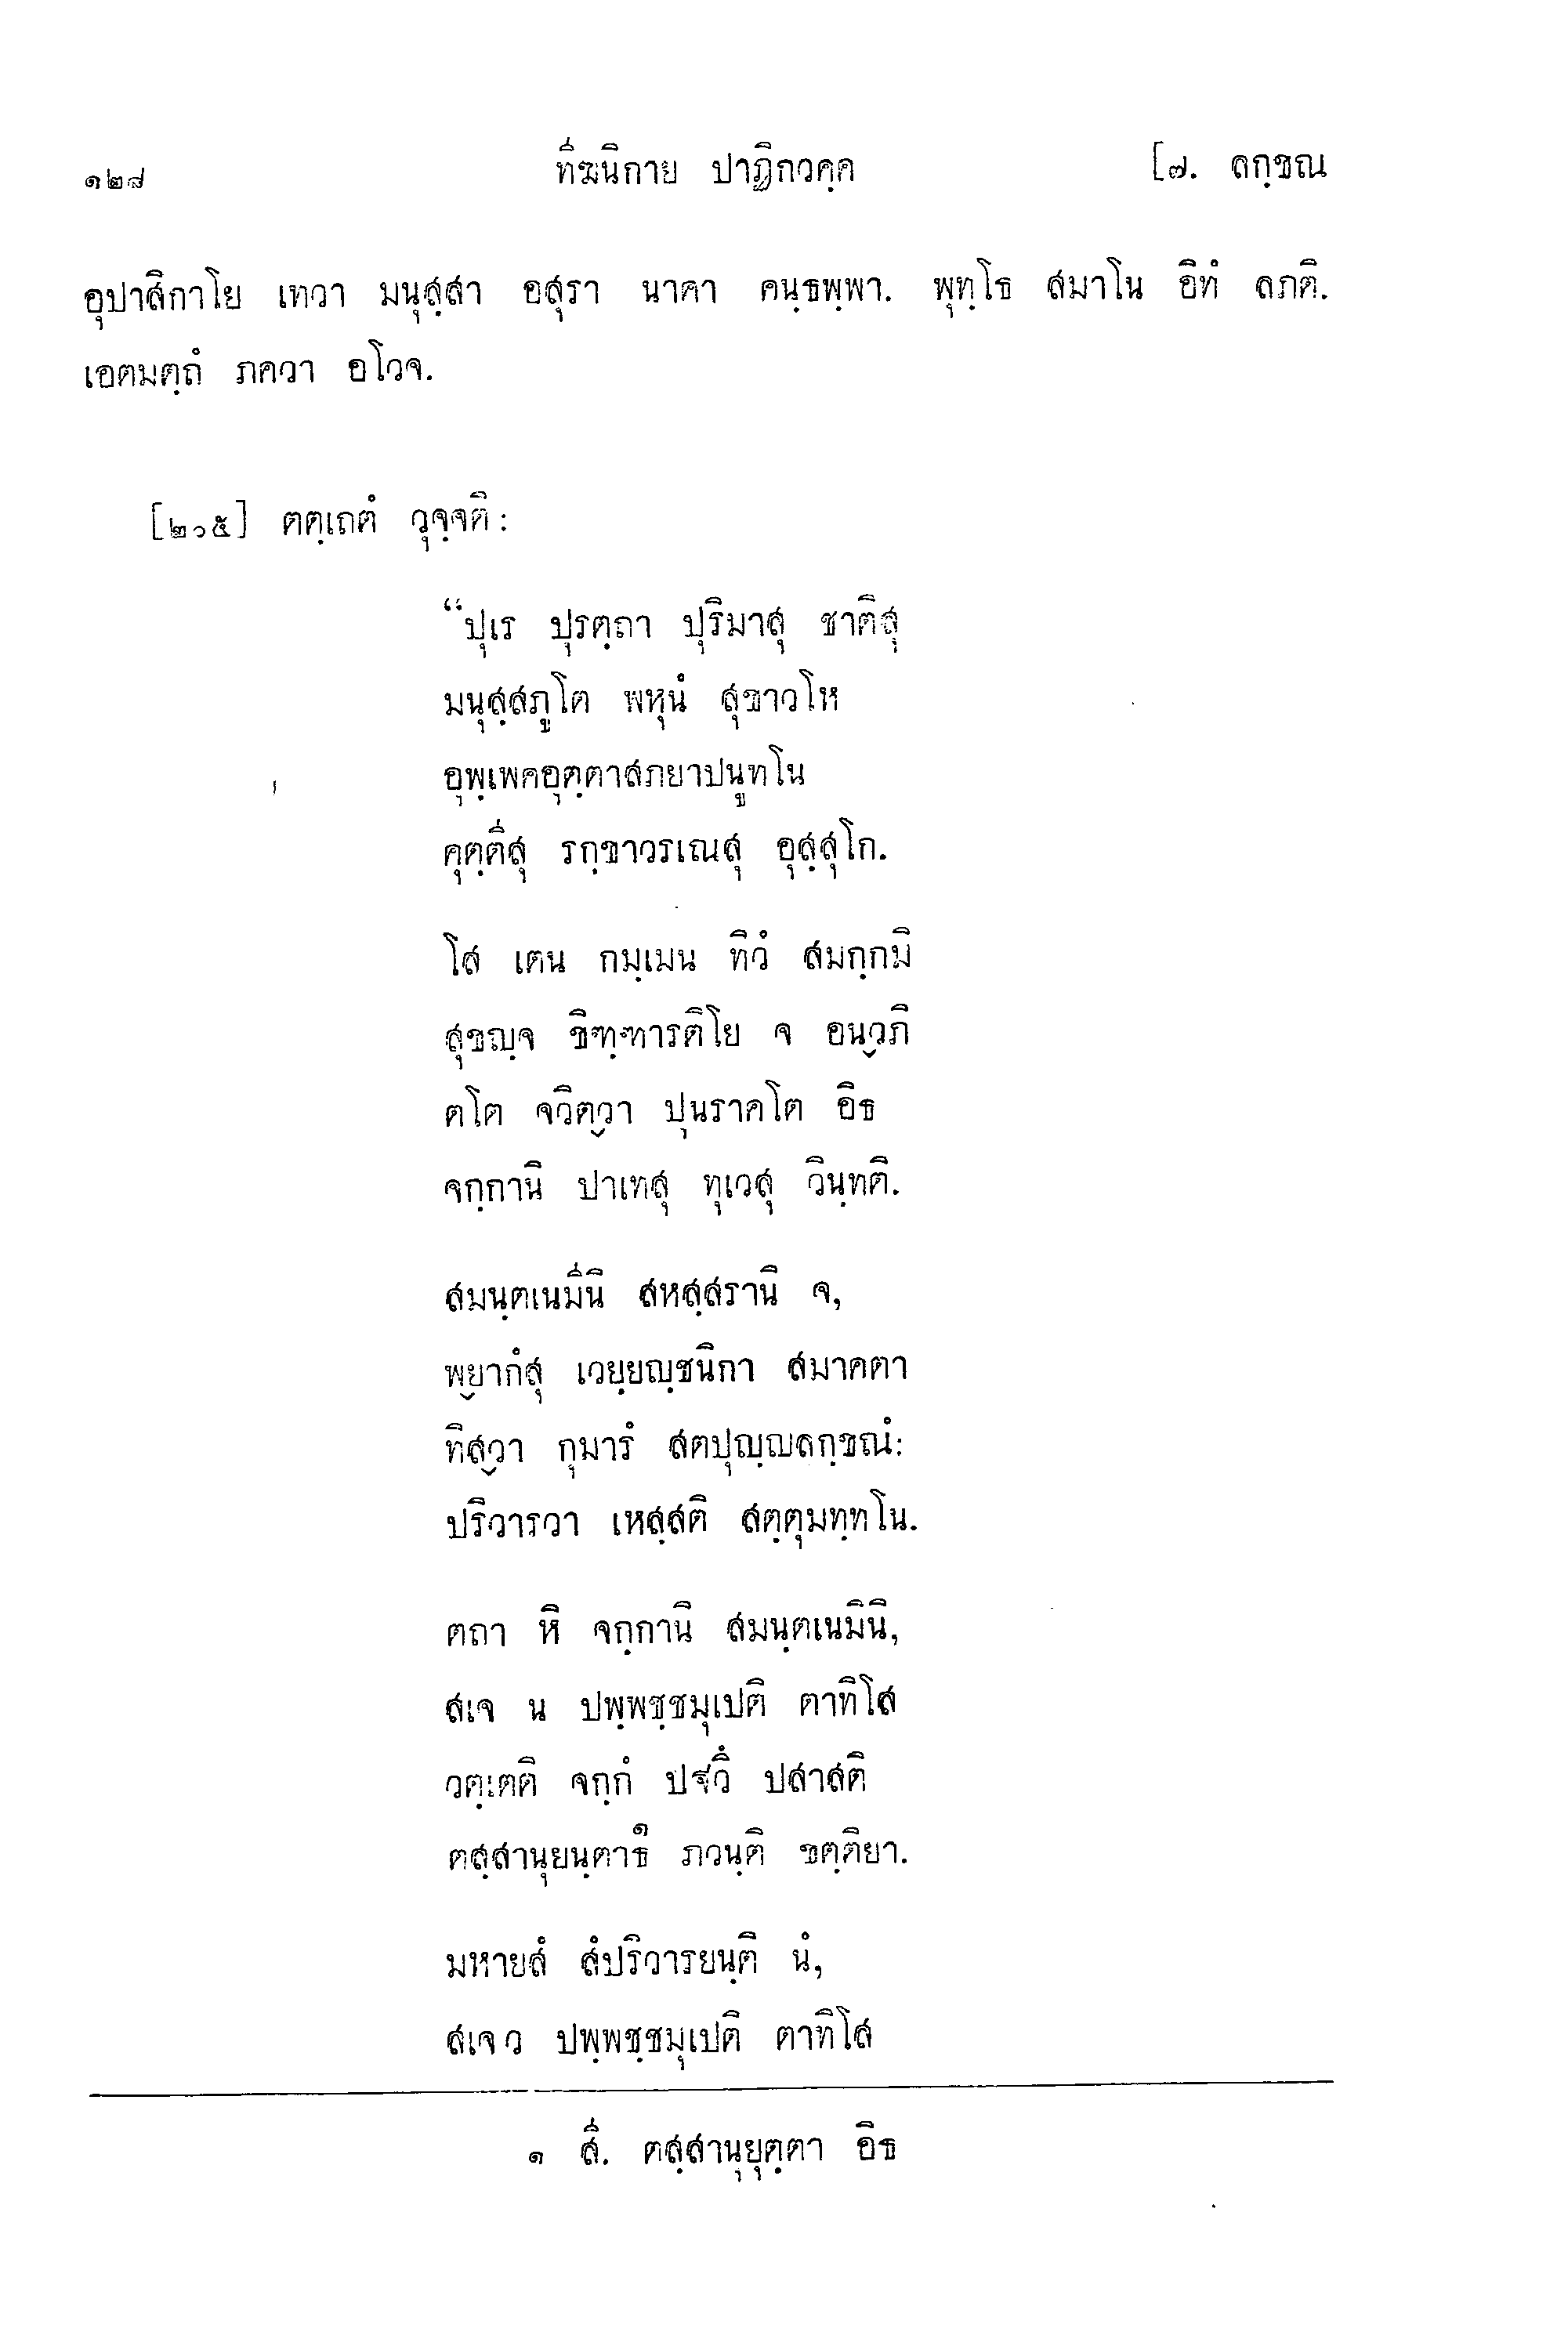 ๑๒๘ ทีฆนิกาย ปาฏิกวคฺค [๗. ลกฺขณ
อุปาสิกาโย เทวา มนุสฺสา อสุรา นาคา คนฺธพฺพา. พุทฺโธ สมาโน อิทํ ลภติ.
เอตมตฺถํ ภควา อโวจ.
[๒๐๕] ตตฺเถตํ วุจฺจติ:
“ปุเร ปุรตฺถา ปุริมาสุ ชาติสุ
มนุสฺสภูโต พหุนํ สุขาวโห
อุพฺเพคอุตฺตาสภยาปนูทโน
คุตฺตีสุ รกฺขาวรเณสุ อุสฺสุโก.
โส เตน กมฺเมน ทิวํ สมกฺกมิ
สุขญฺจ ขิฑฺฑารติโย จ อนฺวภิ
ตโต จวิตฺวา ปุนราคโต อิธ
จกฺกานิ ปาเทสุ ทุเวสุ วินฺทติ.
สมนฺตเนมีนิ สหสฺสรานิ จ,
พฺยากํสุ เวยฺยญฺชนิกา สมาคตา
ทิสฺวา กุมารํ สตปุญฺญลกฺขณํ:
ปริวารวา เหสฺสติ สตฺตุมทฺทโน.
ตถา หิ จกฺกานิ สมนฺตเนมินิ,
สเจ น ปพฺพชฺชมุเปติ ตาทิโส
วตฺเตติ จกฺกํ ปฐวึ ปสาสติ
ตสฺสานุยนฺตาธ๑ ภวนฺติ ขตฺติยา.
มหายสํ สํปริวารยนฺติ นํ,
สเจ ว ปพฺพชฺชมุเปติ ตาทิโส
๑ สี. ตสฺสานุยุตฺตา อิธ